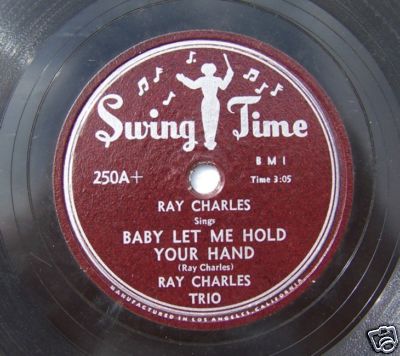 Swing Time
BMI
250A+
Time 3:05
RAY CHARLES
Sings
BABY LET ME HOLD
YOUR HAND
(Ray Charles)
RAY CHARLES
TRIO
MANUFACTURED IN LOS ANGELES, CALIFORNIA